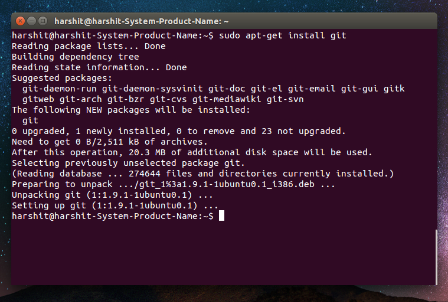 harshit@harshit-System-Product-Name: ~
harshit@harshit-System-Product-Name:~$ sudo apt-get install git
Reading package lists... Done
Building dependency tree
Reading state information... Done
Suggested packages:
  git-daemon-run git-daemon-sysvinit git-doc git-el git-email git-gui gitk
  gitweb git-arch git-bzr git-cvs git-mediawiki git-svn
The following NEW packages will be installed:
  git
0 upgraded, 1 newly installed, 0 to remove and 23 not upgraded.
Need to get 0 B/2,511 kB of archives.
After this operation, 20.3 MB of additional disk space will be used.
Selecting previously unselected package git.
(Reading database ... 274644 files and directories currently installed.)
Preparing to unpack .../git_1%3a1.9.1-1ubuntu0.1_i386.deb ...
Unpacking git (1:1.9.1-1ubuntu0.1) ...
Setting up git (1:1.9.1-1ubuntu0.1) ...
harshit@harshit-System-Product-Name:~$